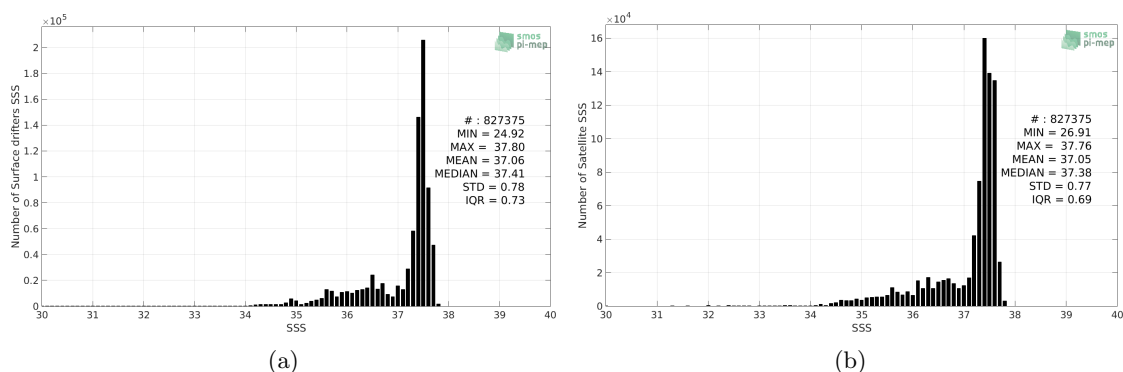 ×10⁵
2
1.8
1.6
1.4
1.2
1
0.8
0.6
0.4
0.2
0
Number of Surface drifters SSS
smos
pi-mep
# : 827375
MIN = 24.92
MAX = 37.80
MEAN = 37.06
MEDIAN = 37.41
STD = 0.78
IQR = 0.73
30 31 32 33 34 35 36 37 38 39 40
SSS
(a)
×10⁴
16
14
12
10
8
6
4
2
0
Number of Satellite SSS
smos
pi-mep
# : 827375
MIN = 26.91
MAX = 37.76
MEAN = 37.05
MEDIAN = 37.38
STD = 0.77
IQR = 0.69
30 31 32 33 34 35 36 37 38 39 40
SSS
(b)